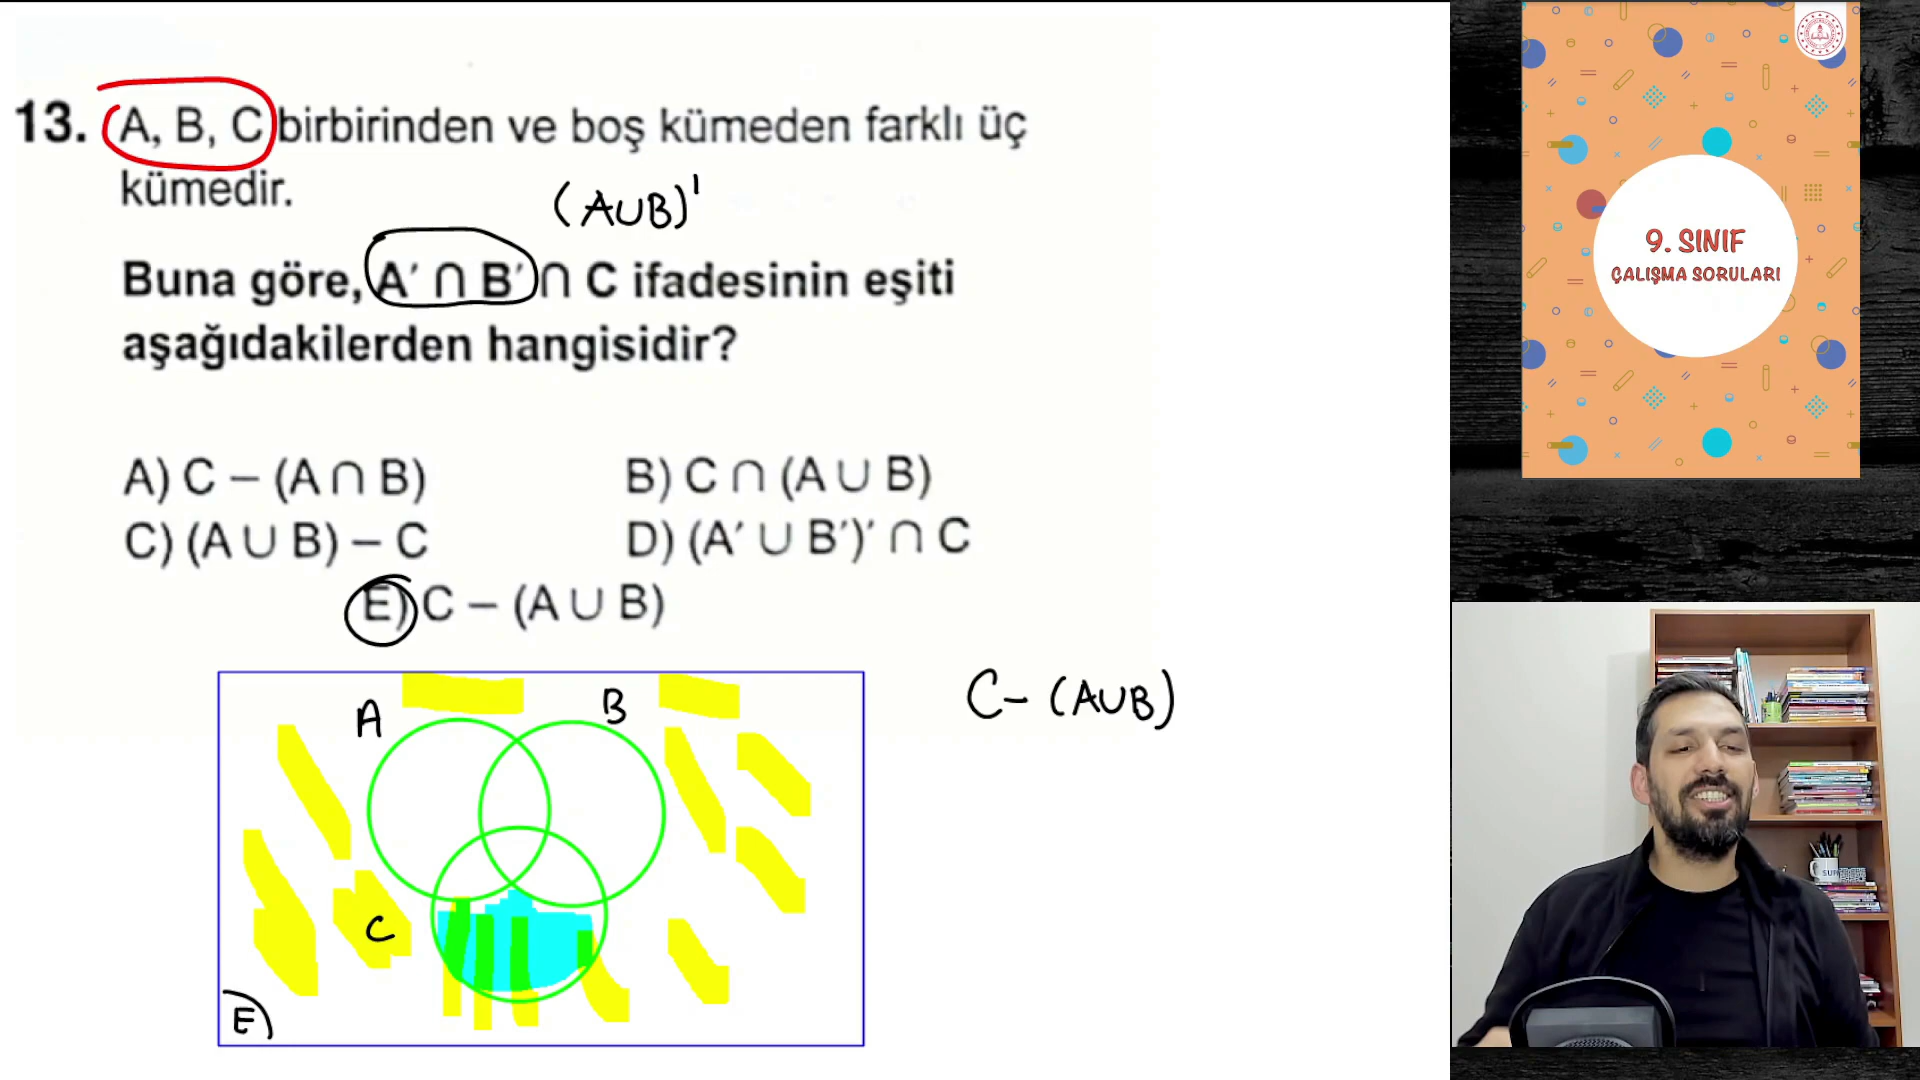 13. A, B, C birbirinden ve boş kümeden farklı üç
kümedir.
(A∪B)'
Buna göre, A′ ∩ B′ ∩ C ifadesinin eşiti
aşağıdakilerden hangisidir?
A) C – (A ∩ B)
B) C ∩ (A ∪ B)
C) (A ∪ B) – C
D) (A′ ∪ B′)′ ∩ C
E) C – (A ∪ B)
A
B
C
E
C – (A∪B)
9. SINIF
ÇALIŞMA SORULARI